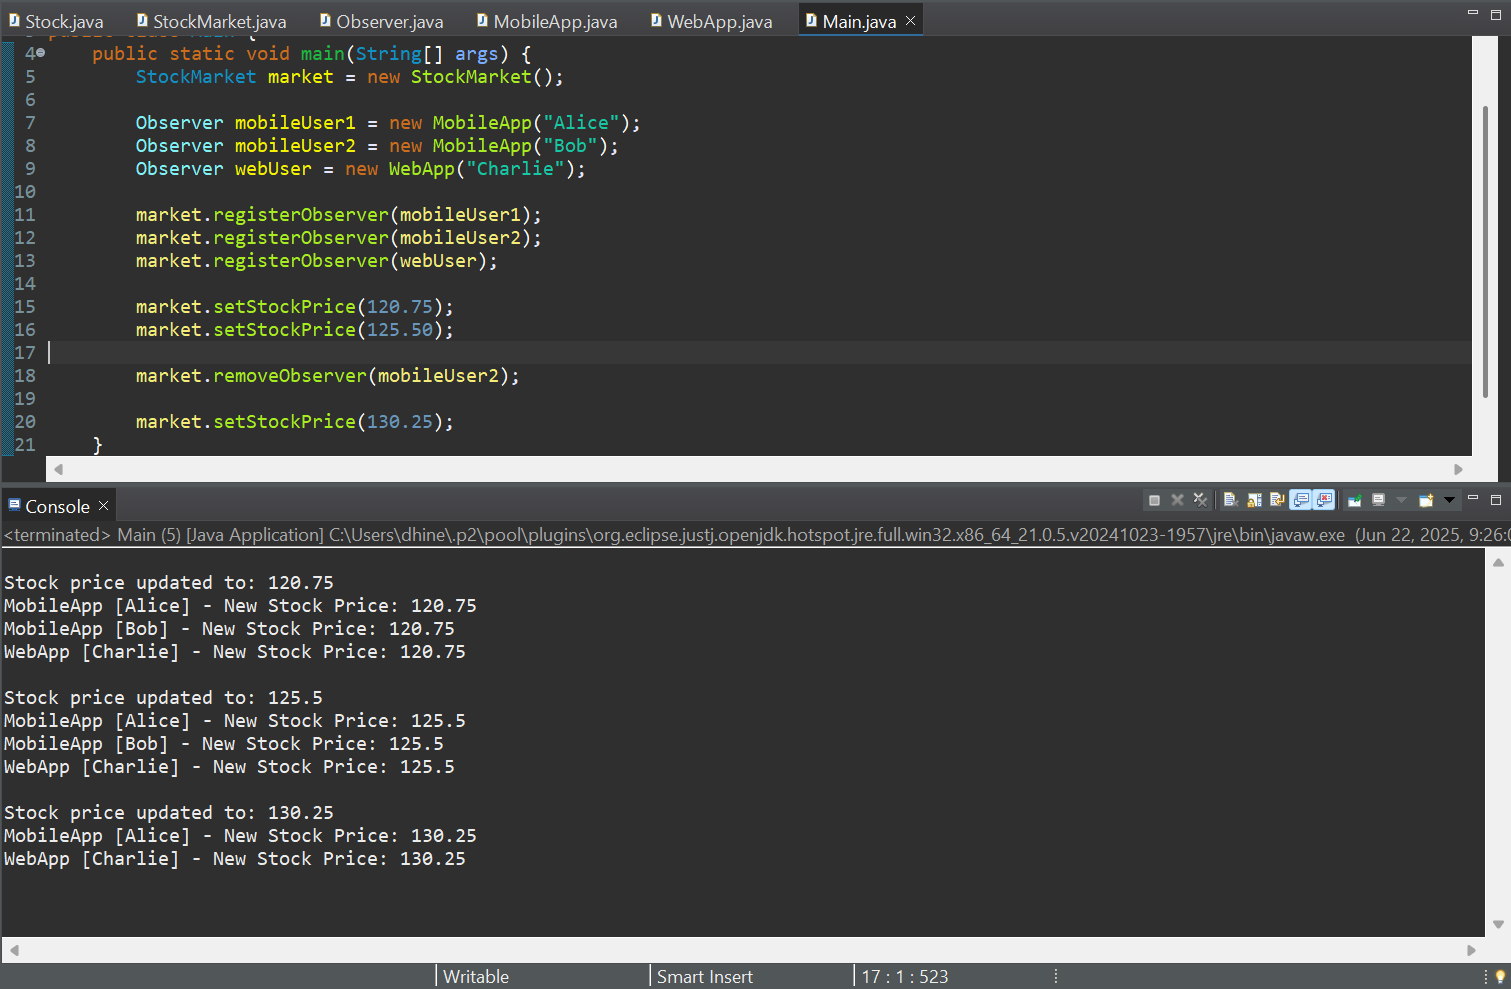 Stock.java StockMarket.java Observer.java MobileApp.java WebApp.java Main.java
public class Main {
4 public static void main(String[] args) {
5 StockMarket market = new StockMarket();
6
7 Observer mobileUser1 = new MobileApp("Alice");
8 Observer mobileUser2 = new MobileApp("Bob");
9 Observer webUser = new WebApp("Charlie");
10
11 market.registerObserver(mobileUser1);
12 market.registerObserver(mobileUser2);
13 market.registerObserver(webUser);
14
15 market.setStockPrice(120.75);
16 market.setStockPrice(125.50);
17
18 market.removeObserver(mobileUser2);
19
20 market.setStockPrice(130.25);
21 }
Console
<terminated> Main (5) [Java Application] C:\Users\dhine\.p2\pool\plugins\org.eclipse.justj.openjdk.hotspot.jre.full.win32.x86_64_21.0.5.v20241023-1957\jre\bin\javaw.exe (Jun 22, 2025, 9:26:0
Stock price updated to: 120.75
MobileApp [Alice] - New Stock Price: 120.75
MobileApp [Bob] - New Stock Price: 120.75
WebApp [Charlie] - New Stock Price: 120.75
Stock price updated to: 125.5
MobileApp [Alice] - New Stock Price: 125.5
MobileApp [Bob] - New Stock Price: 125.5
WebApp [Charlie] - New Stock Price: 125.5
Stock price updated to: 130.25
MobileApp [Alice] - New Stock Price: 130.25
WebApp [Charlie] - New Stock Price: 130.25
Writable Smart Insert 17 : 1 : 523